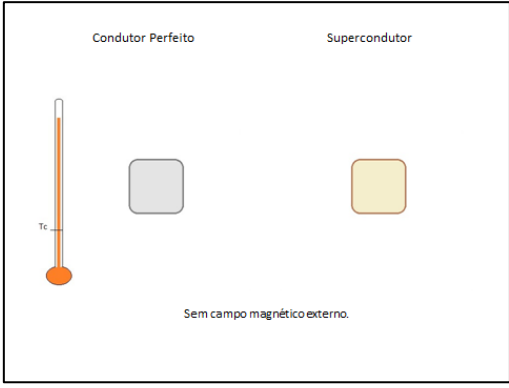 Condutor Perfeito
Supercondutor
Tc
Sem campo magnético externo.